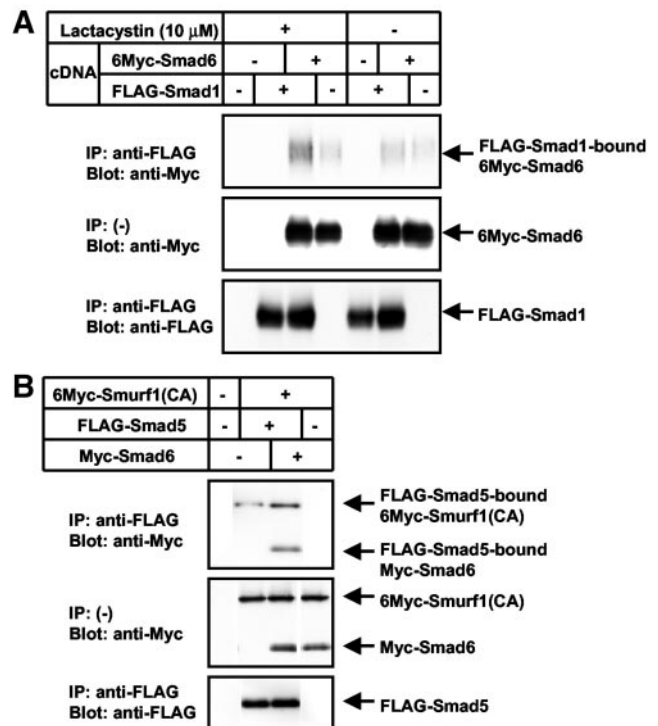 A
Lactacystin (10 μM) + -
cDNA 6Myc-Smad6 - + - +
FLAG-Smad1 - + - + -
IP: anti-FLAG
Blot: anti-Myc
FLAG-Smad1-bound
6Myc-Smad6
IP: (-)
Blot: anti-Myc
6Myc-Smad6
IP: anti-FLAG
Blot: anti-FLAG
FLAG-Smad1
B
6Myc-Smurf1(CA) - +
FLAG-Smad5 - + -
Myc-Smad6 - +
IP: anti-FLAG
Blot: anti-Myc
FLAG-Smad5-bound
6Myc-Smurf1(CA)
FLAG-Smad5-bound
Myc-Smad6
IP: (-)
Blot: anti-Myc
6Myc-Smurf1(CA)
Myc-Smad6
IP: anti-FLAG
Blot: anti-FLAG
FLAG-Smad5